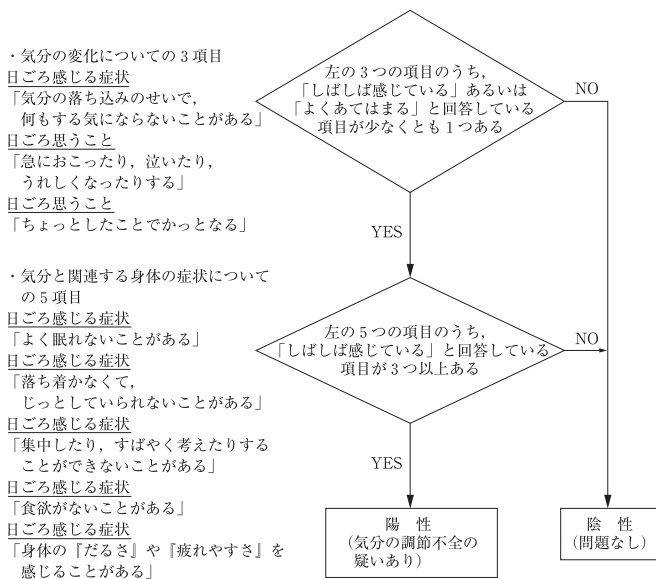 ・気分の変化についての3項目
日ごろ感じる症状
「気分の落ち込みのせいで，
何もする気にならないことがある」
日ごろ思うこと
「急におこったり，泣いたり，
うれしくなったりする」
日ごろ思うこと
「ちょっとしたことでかっとなる」
左の3つの項目のうち，
「しばしば感じている」あるいは
「よくあてはまる」と回答している
項目が少なくとも1つある
NO
YES
・気分と関連する身体の症状について
の5項目
日ごろ感じる症状
「よく眠れないことがある」
日ごろ感じる症状
「落ち着かなくて，
じっとしていられないことがある」
日ごろ感じる症状
「集中したり，すばやく考えたりする
ことができないことがある」
日ごろ感じる症状
「食欲がないことがある」
日ごろ感じる症状
「身体の『だるさ』や『疲れやすさ』を
感じることがある」
左の5つの項目のうち，
「しばしば感じている」と回答している
項目が3つ以上ある
NO
YES
陽　性
（気分の調節不全の
疑いあり）
陰　性
（問題なし）